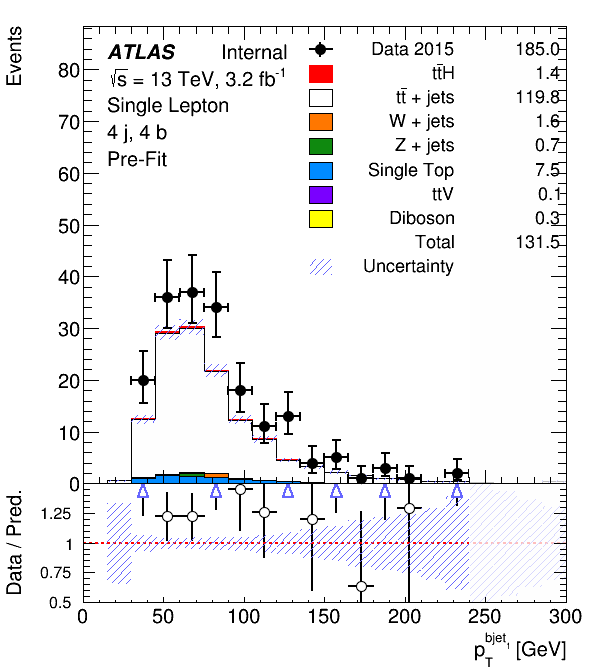 Events
ATLAS Internal
√s = 13 TeV, 3.2 fb⁻¹
Single Lepton
4 j, 4 b
Pre-Fit
Data 2015 185.0
tt̄H 1.4
tt̄ + jets 119.8
W + jets 1.6
Z + jets 0.7
Single Top 7.5
ttV 0.1
Diboson 0.3
Total 131.5
Uncertainty
80
70
60
50
40
30
20
10
0
Data / Pred.
1.25
1
0.75
0.5
0 50 100 150 200 250 300
p_T^bjet, [GeV]